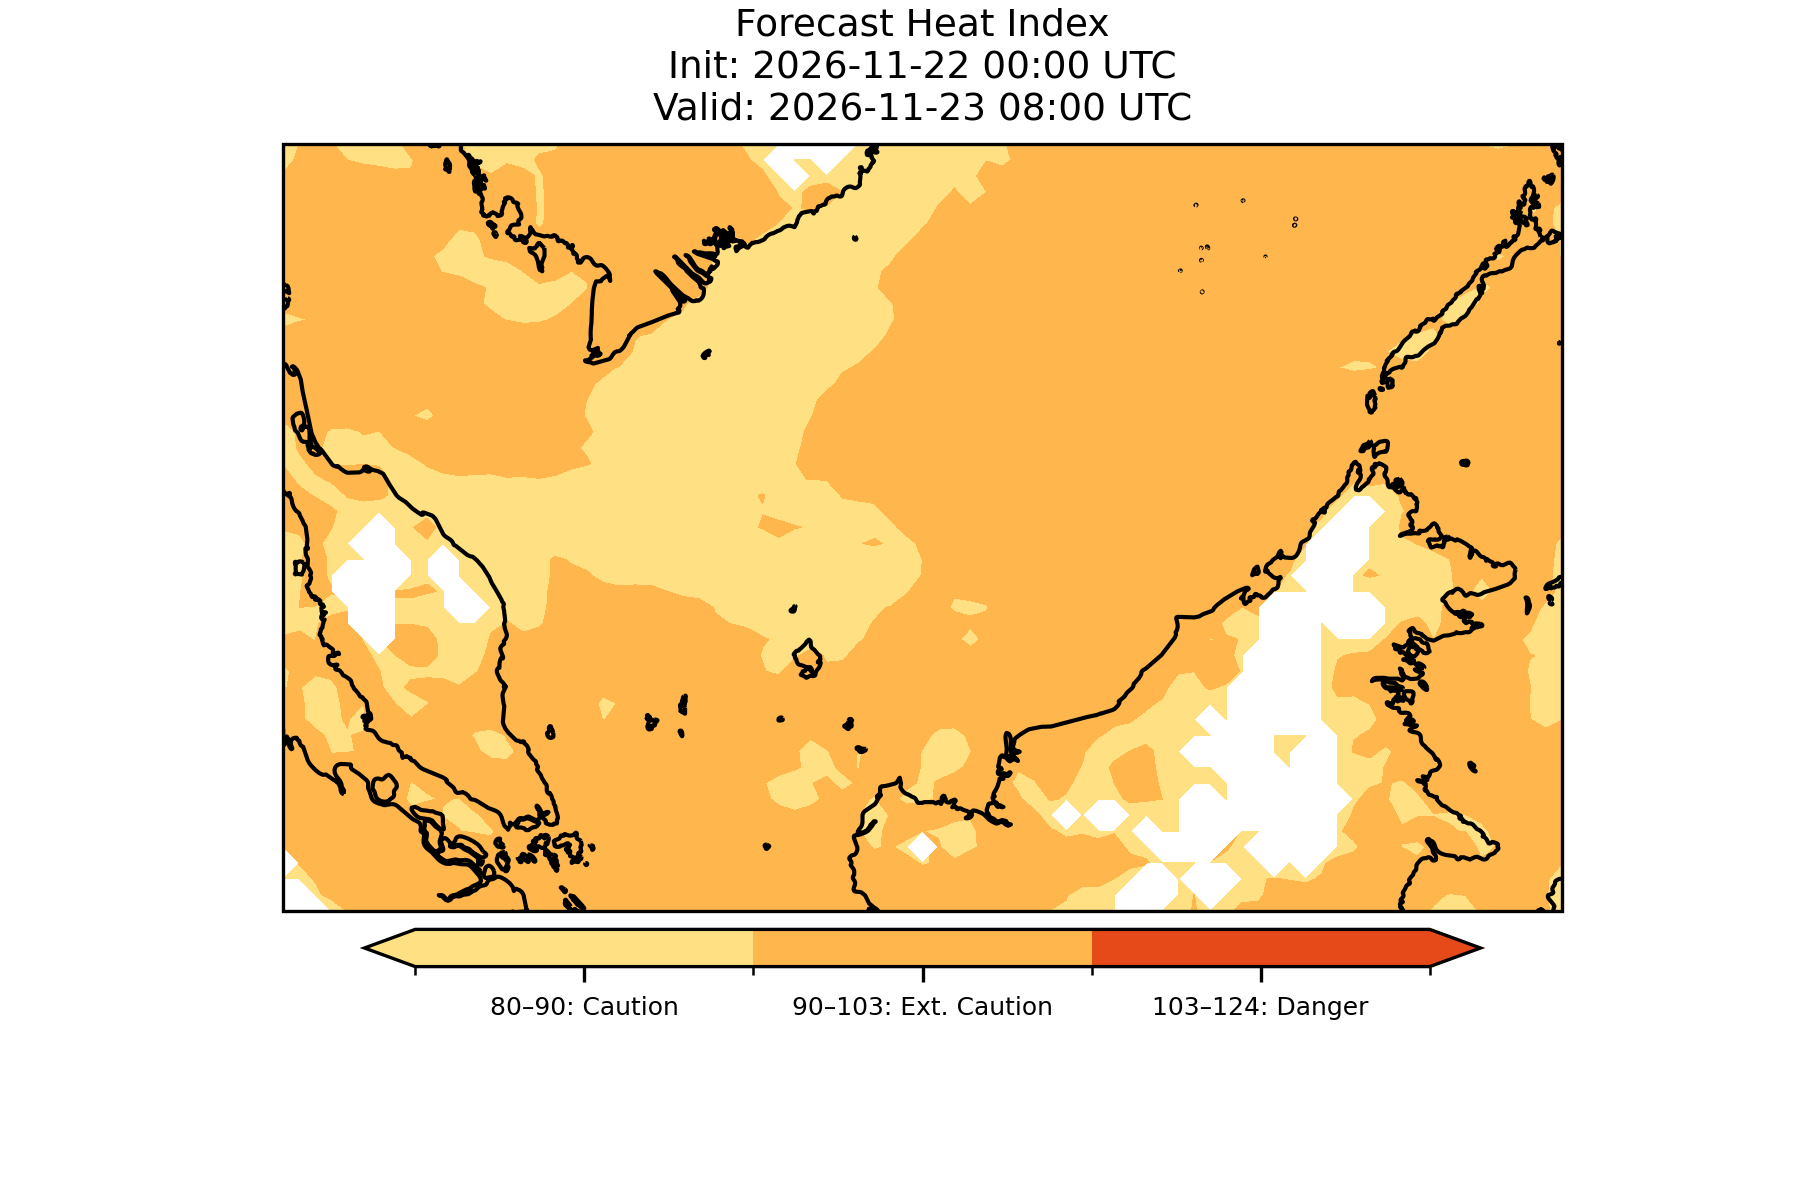 Forecast Heat Index
Init: 2026-11-22 00:00 UTC
Valid: 2026-11-23 08:00 UTC
80–90: Caution
90–103: Ext. Caution
103–124: Danger